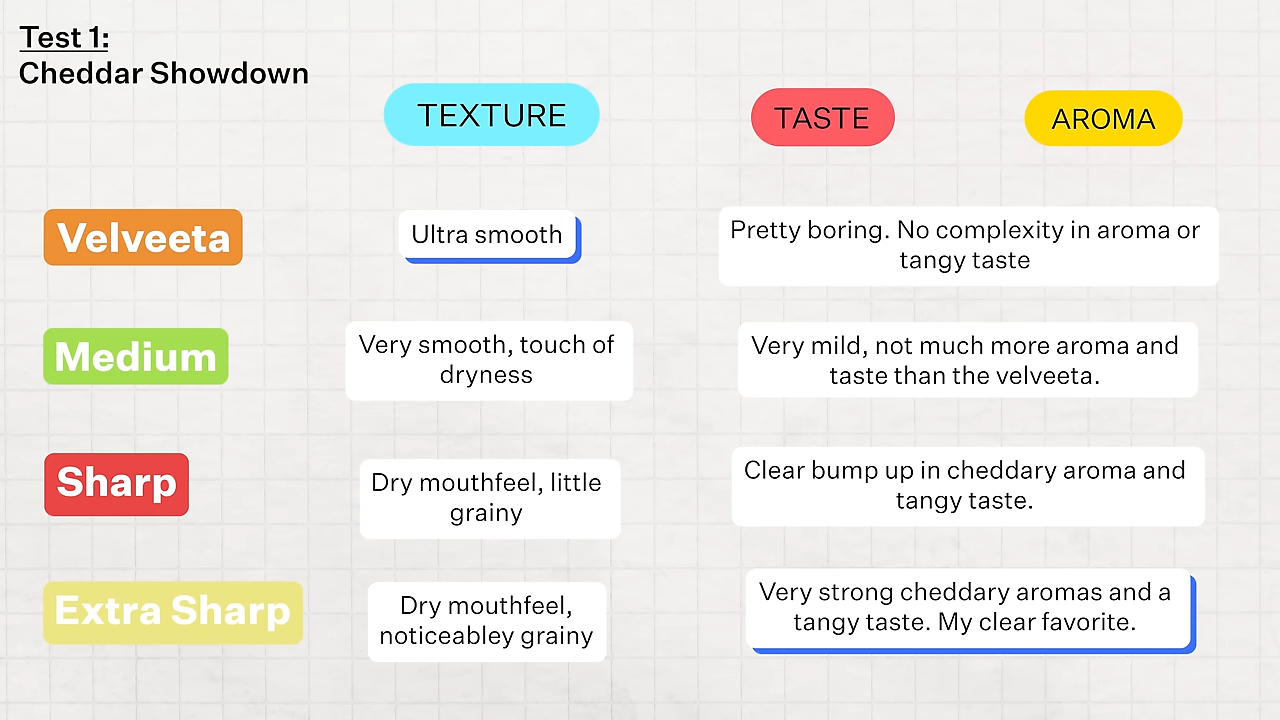 Test 1:
Cheddar Showdown
TEXTURE
TASTE
AROMA
Velveeta
Ultra smooth
Pretty boring. No complexity in aroma or
tangy taste
Medium
Very smooth, touch of
dryness
Very mild, not much more aroma and
taste than the velveeta.
Sharp
Dry mouthfeel, little
grainy
Clear bump up in cheddary aroma and
tangy taste.
Extra Sharp
Dry mouthfeel,
noticeabley grainy
Very strong cheddary aromas and a
tangy taste. My clear favorite.